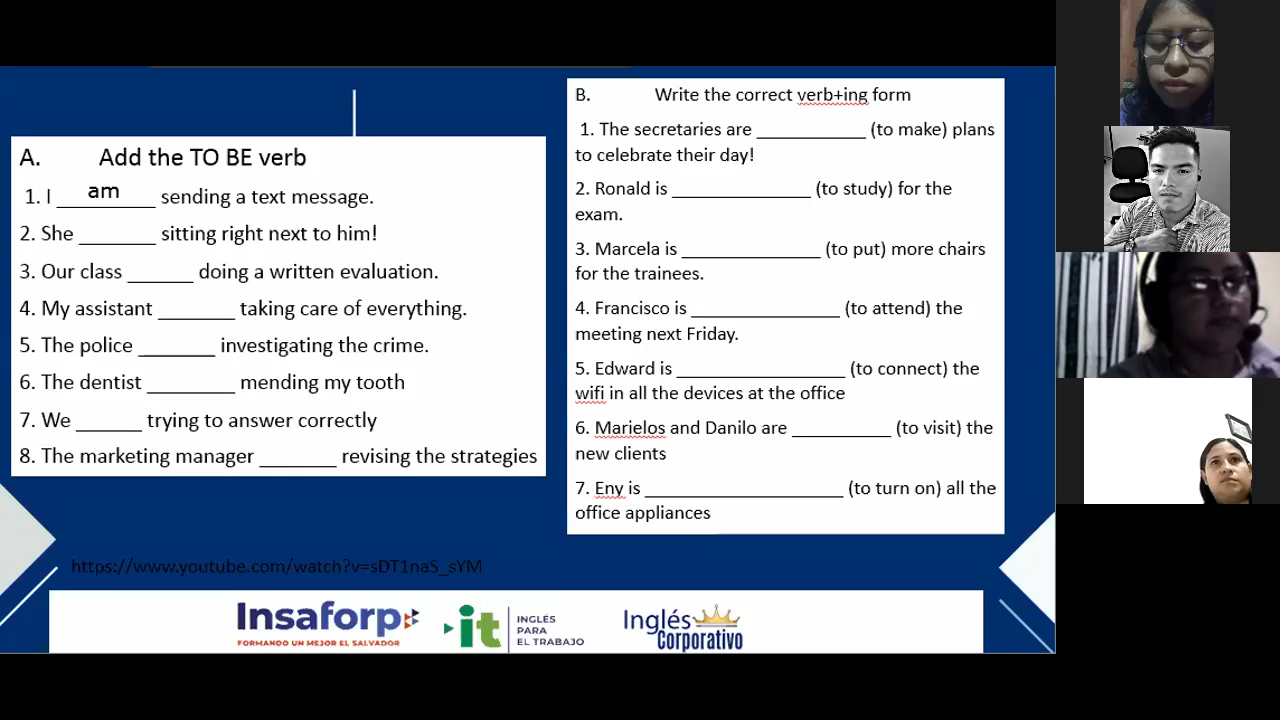 A. Add the TO BE verb
1. I ___am___ sending a text message.
2. She _______ sitting right next to him!
3. Our class ______ doing a written evaluation.
4. My assistant _______ taking care of everything.
5. The police _______ investigating the crime.
6. The dentist ________ mending my tooth
7. We ______ trying to answer correctly
8. The marketing manager _______ revising the strategies
B. Write the correct verb+ing form
1. The secretaries are ___________ (to make) plans
to celebrate their day!
2. Ronald is ______________ (to study) for the
exam.
3. Marcela is ______________ (to put) more chairs
for the trainees.
4. Francisco is _______________ (to attend) the
meeting next Friday.
5. Edward is _________________ (to connect) the
wifi in all the devices at the office
6. Marielos and Danilo are __________ (to visit) the
new clients
7. Eny is ____________________ (to turn on) all the
office appliances
https://www.youtube.com/watch?v=sDT1naS_sYM
Insaforp
FORMANDO UN MEJOR EL SALVADOR
it
INGLÉS
PARA
EL TRABAJO
Inglés
Corporativo